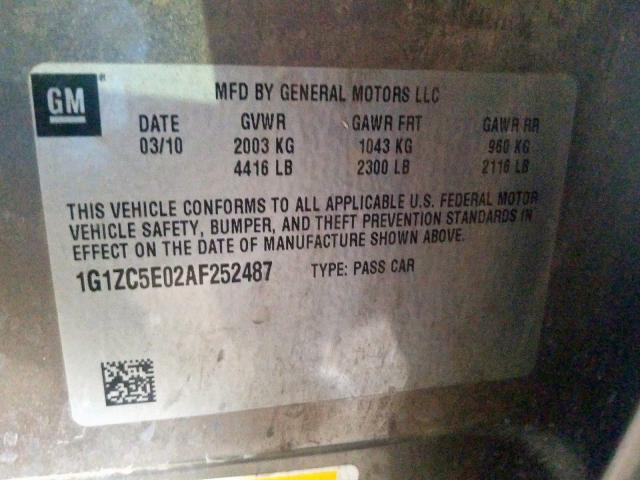 GM
MFD BY GENERAL MOTORS LLC
DATE GVWR GAWR FRT GAWR RR
03/10 2003 KG 1043 KG 960 KG
4416 LB 2300 LB 2116 LB
THIS VEHICLE CONFORMS TO ALL APPLICABLE U.S. FEDERAL MOTOR
VEHICLE SAFETY, BUMPER, AND THEFT PREVENTION STANDARDS IN
EFFECT ON THE DATE OF MANUFACTURE SHOWN ABOVE.
1G1ZC5E02AF252487 TYPE: PASS CAR